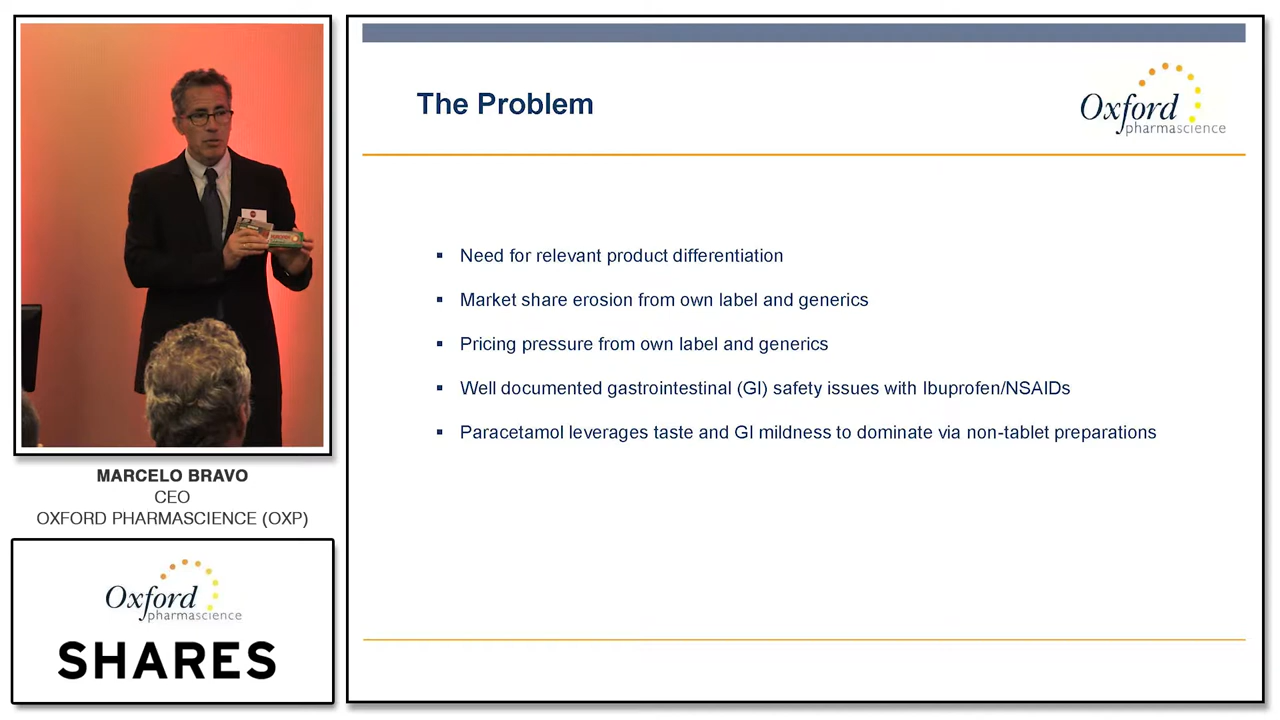 MARCELO BRAVO
CEO
OXFORD PHARMASCIENCE (OXP)
Oxford
pharmascience
SHARES
The Problem
Oxford
pharmascience
▪ Need for relevant product differentiation
▪ Market share erosion from own label and generics
▪ Pricing pressure from own label and generics
▪ Well documented gastrointestinal (GI) safety issues with Ibuprofen/NSAIDs
▪ Paracetamol leverages taste and GI mildness to dominate via non-tablet preparations